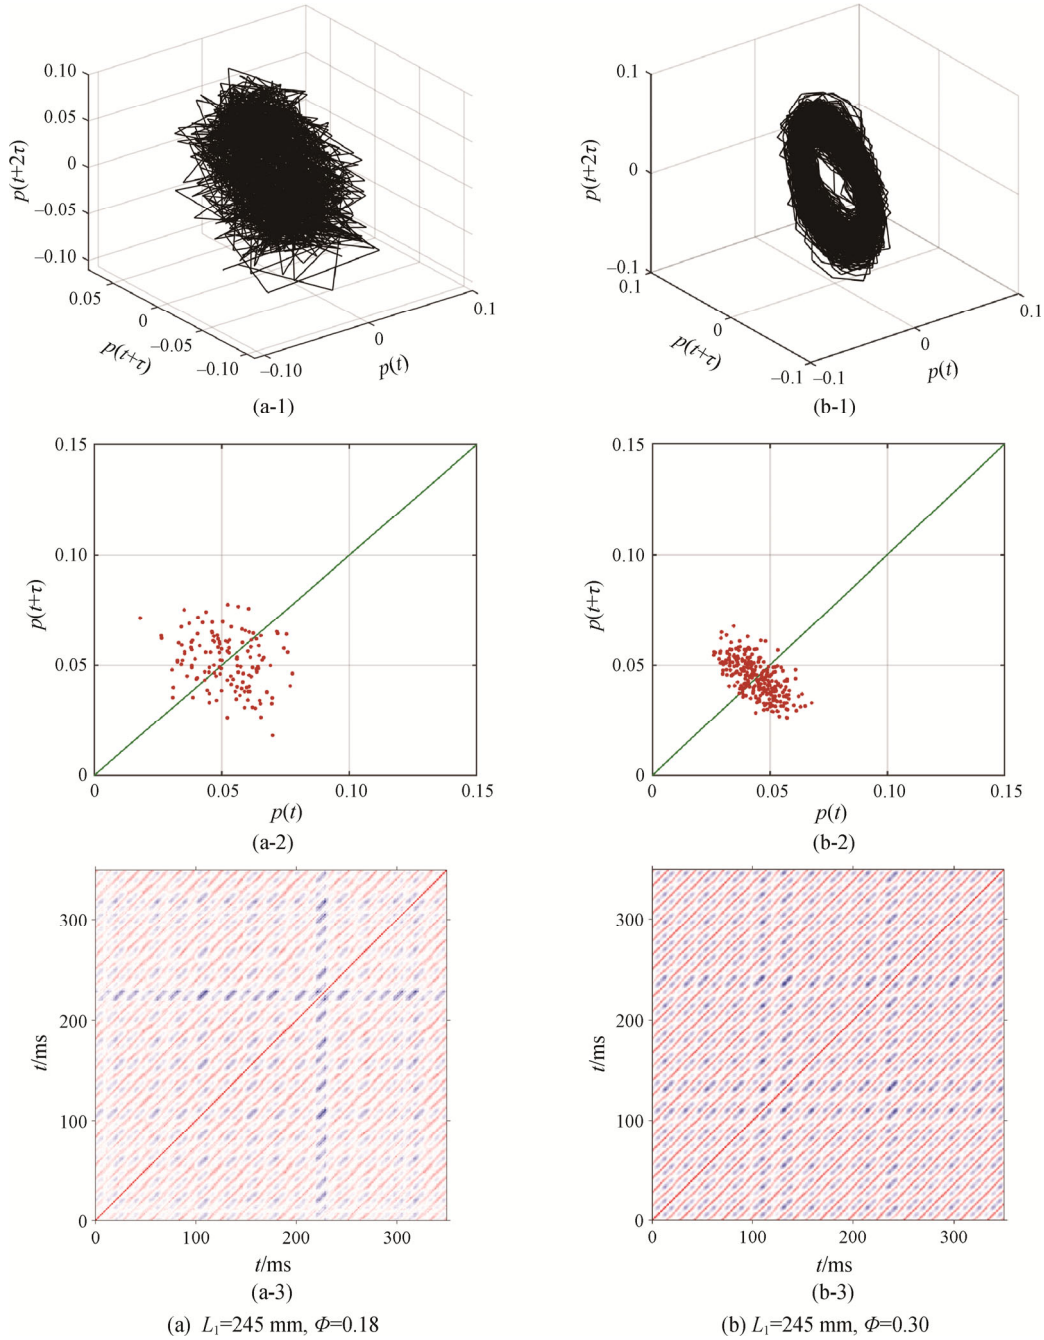 0.10
0.05
0
−0.05
−0.10
p(t+2τ)
0.05
0
−0.05
−0.10
p(t+τ)
−0.10
0
0.1
p(t)
(a-1)
0.1
0
−0.1
p(t+2τ)
0.1
0
−0.1
p(t+τ)
−0.1
0
0.1
p(t)
(b-1)
0.15
0.10
0.05
0
p(t+τ)
0 0.05 0.10 0.15
p(t)
(a-2)
0.15
0.10
0.05
0
p(t+τ)
0 0.05 0.10 0.15
p(t)
(b-2)
300
200
100
0
t/ms
0 100 200 300
t/ms
(a-3)
300
200
100
0
t/ms
0 100 200 300
t/ms
(b-3)
(a) L₁=245 mm, Φ=0.18
(b) L₁=245 mm, Φ=0.30